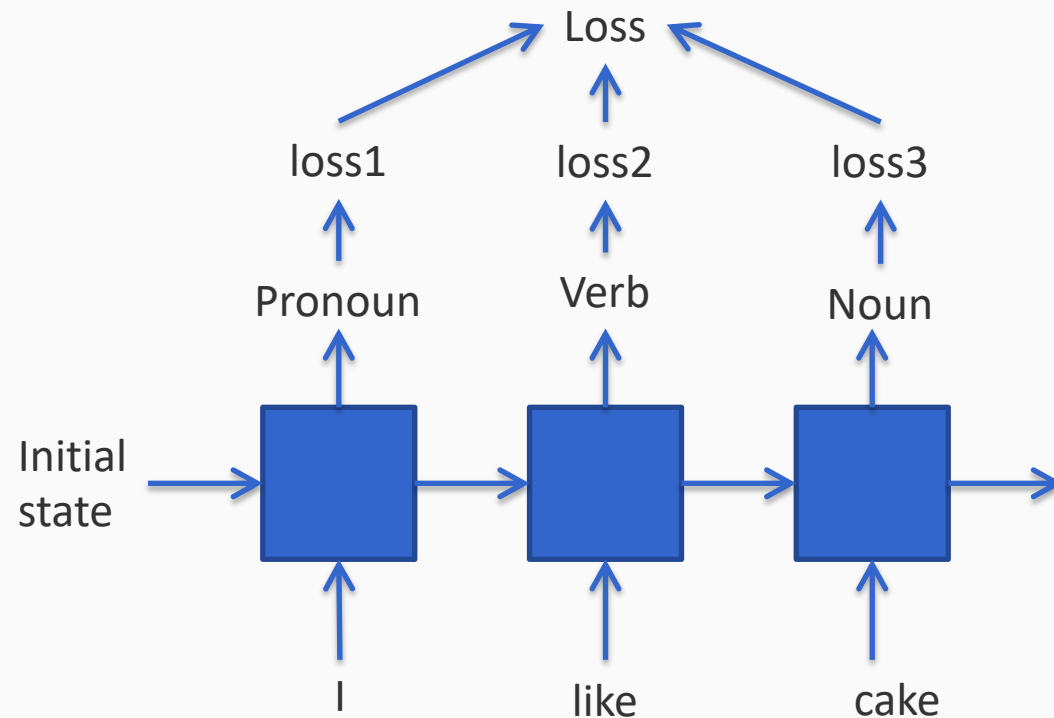 Loss
loss1 loss2 loss3
Pronoun Verb Noun
Initial
state
I like cake